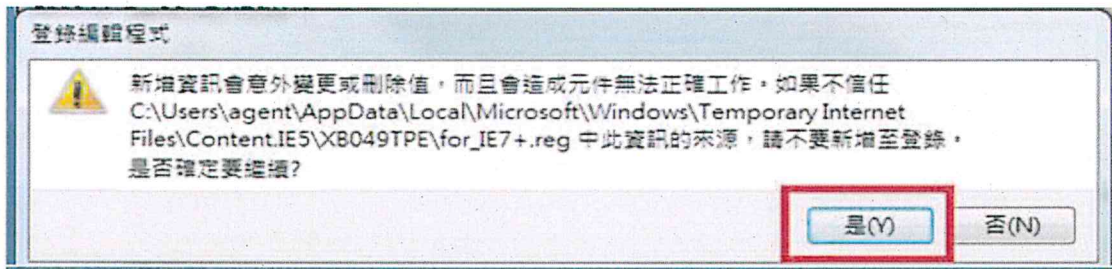 登錄編輯程式
新增資訊會意外變更或刪除值，而且會造成元件無法正確工作。如果不信任
C:\Users\agent\AppData\Local\Microsoft\Windows\Temporary Internet
Files\Content.IE5\XB049TPE\for_IE7+.reg 中此資訊的來源，請不要新增至登錄。
是否確定要繼續?
是(Y) 否(N)